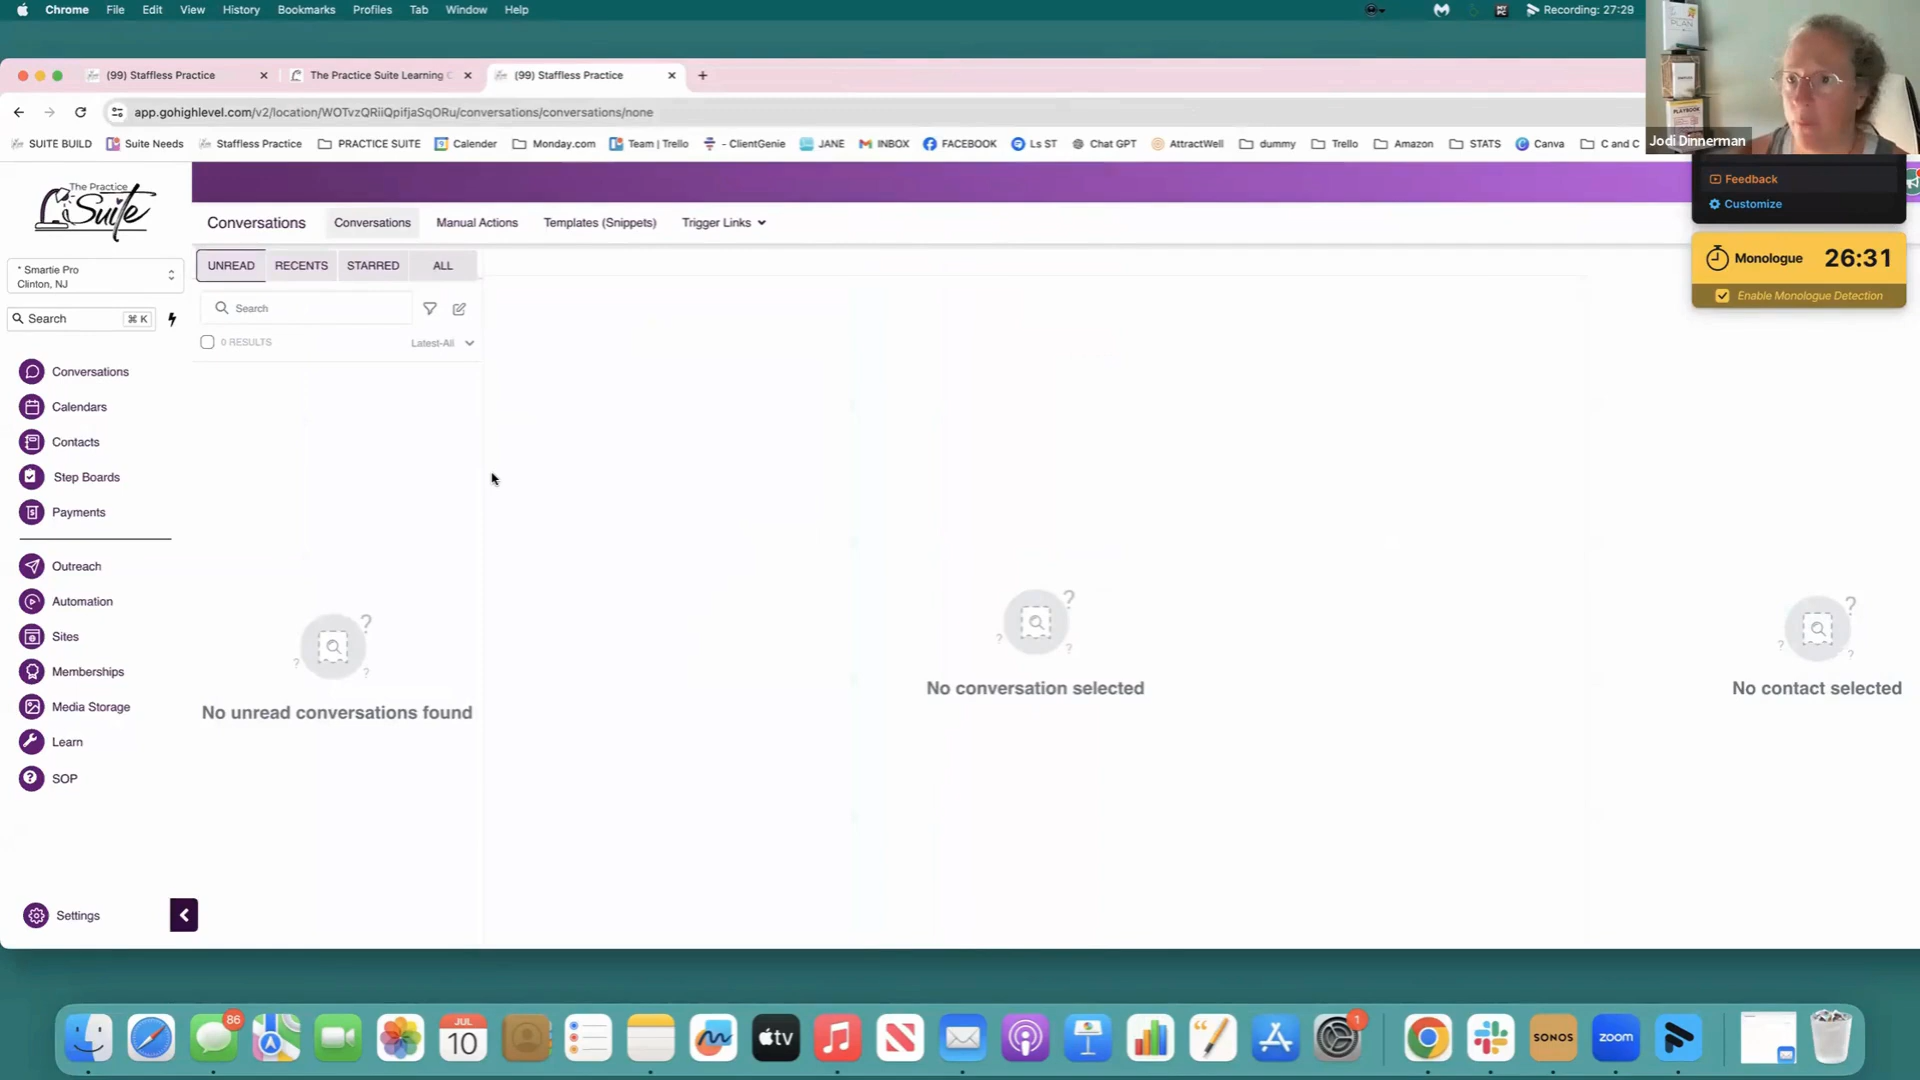 Chrome File Edit View History Bookmarks Profiles Tab Window Help
MY PC
Recording: 27:29
(99) Staffless Practice
The Practice Suite Learning C
(99) Staffless Practice
app.gohighlevel.com/v2/location/WOTvzQRiiQpifjaSqORu/conversations/conversations/none
SUITE BUILD Suite Needs Staffless Practice PRACTICE SUITE Calender Monday.com Team | Trello - ClientGenie JANE INBOX FACEBOOK Ls ST Chat GPT AttractWell dummy Trello Amazon STATS Canva C and C
PLAN
PLAYBOOK
Jodi Dinnerman
Feedback
Customize
Monologue 26:31
Enable Monologue Detection
The Practice
Suite
* Smartie Pro
Clinton, NJ
Search ⌘ K
Conversations
Calendars
Contacts
Step Boards
Payments
Outreach
Automation
Sites
Memberships
Media Storage
Learn
SOP
Settings
Conversations Conversations Manual Actions Templates (Snippets) Trigger Links
UNREAD RECENTS STARRED ALL
Search
0 RESULTS Latest-All
No unread conversations found
No conversation selected
No contact selected
86
JUL
10
tv
1
SONOS
zoom